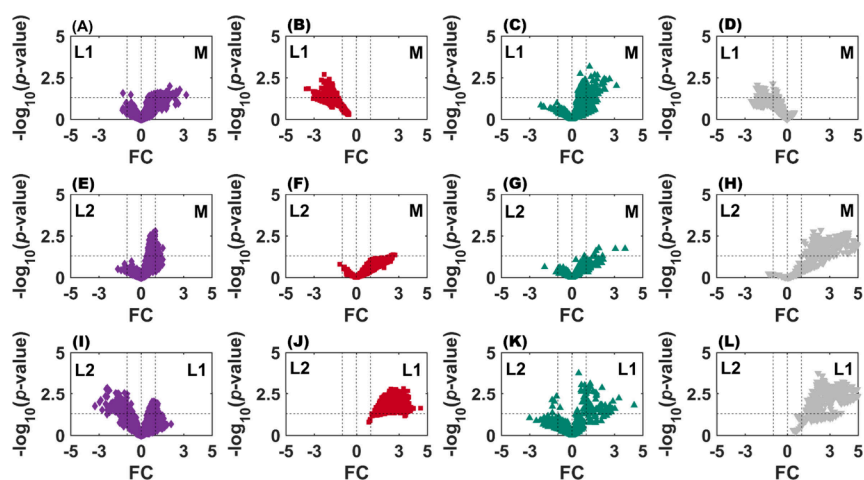 (A) (B) (C) (D)
5 5 5 5
L1 M L1 M L1 M L1 M
2.5 2.5 2.5 2.5
-log10(p-value) -log10(p-value) -log10(p-value) -log10(p-value)
0 0 0 0
-5 -3 0 3 5 -5 -3 0 3 5 -5 -3 0 3 5 -5 -3 0 3 5
FC FC FC FC
(E) (F) (G) (H)
5 5 5 5
L2 M L2 M L2 M L2 M
2.5 2.5 2.5 2.5
-log10(p-value) -log10(p-value) -log10(p-value) -log10(p-value)
0 0 0 0
-5 -3 0 3 5 -5 -3 0 3 5 -5 -3 0 3 5 -5 -3 0 3 5
FC FC FC FC
(I) (J) (K) (L)
5 5 5 5
L2 L1 L2 L1 L2 L1 L2 L1
2.5 2.5 2.5 2.5
-log10(p-value) -log10(p-value) -log10(p-value) -log10(p-value)
0 0 0 0
-5 -3 0 3 5 -5 -3 0 3 5 -5 -3 0 3 5 -5 -3 0 3 5
FC FC FC FC